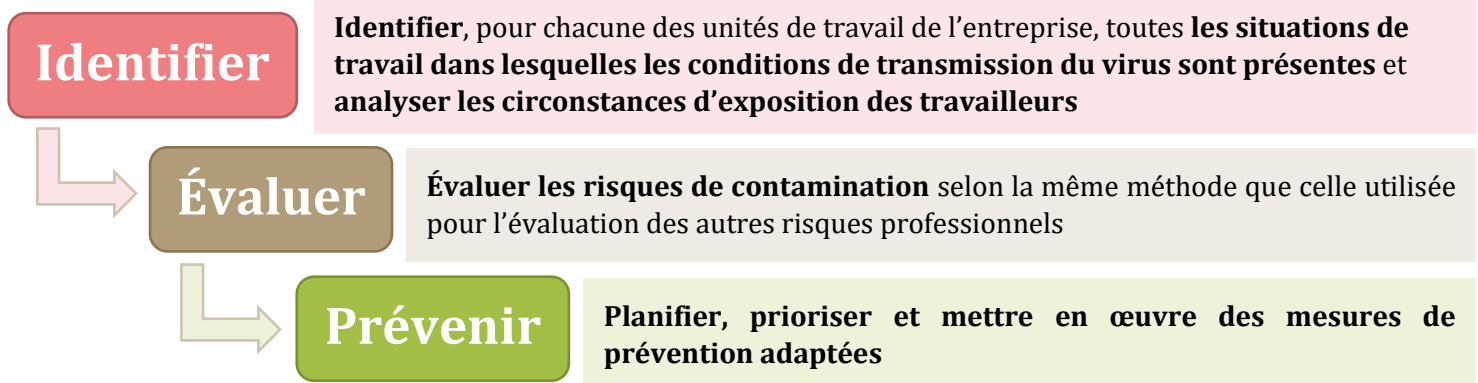 Identifier
Identifier, pour chacune des unités de travail de l’entreprise, toutes les situations de
travail dans lesquelles les conditions de transmission du virus sont présentes et
analyser les circonstances d’exposition des travailleurs
Évaluer
Évaluer les risques de contamination selon la même méthode que celle utilisée
pour l’évaluation des autres risques professionnels
Prévenir
Planifier, prioriser et mettre en œuvre des mesures de
prévention adaptées